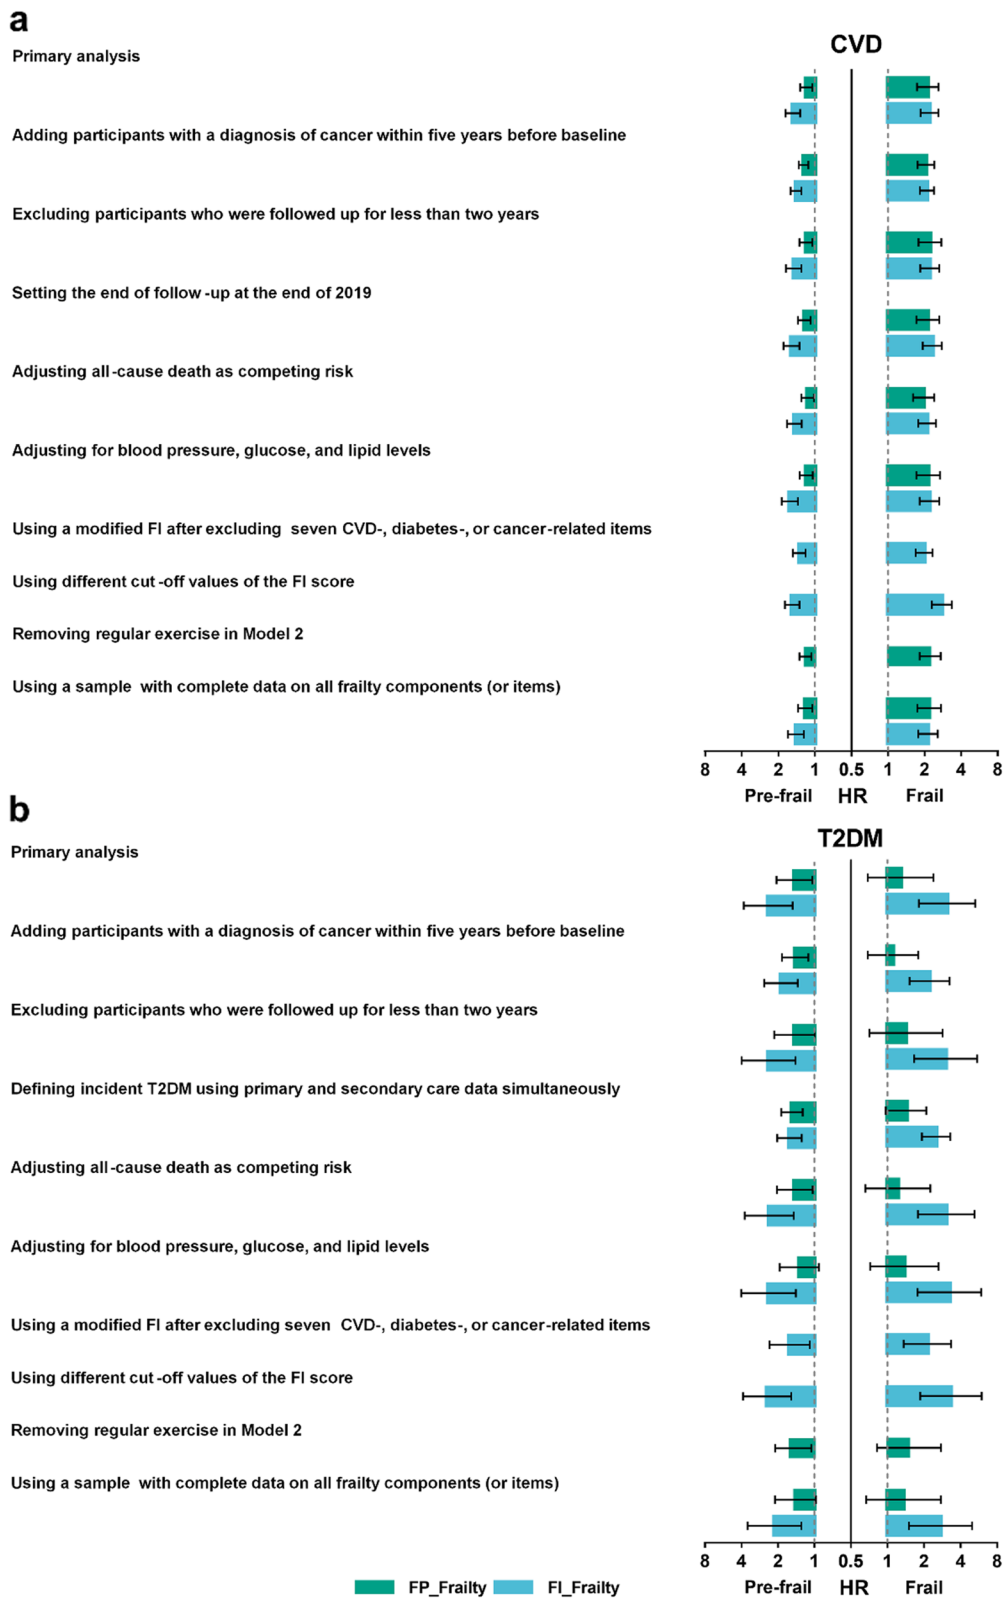 a
CVD
Primary analysis
Adding participants with a diagnosis of cancer within five years before baseline
Excluding participants who were followed up for less than two years
Setting the end of follow-up at the end of 2019
Adjusting all-cause death as competing risk
Adjusting for blood pressure, glucose, and lipid levels
Using a modified FI after excluding seven CVD-, diabetes-, or cancer-related items
Using different cut-off values of the FI score
Removing regular exercise in Model 2
Using a sample with complete data on all frailty components (or items)
8 4 2 1 0.5 1 2 4 8
Pre-frail HR Frail
b
T2DM
Primary analysis
Adding participants with a diagnosis of cancer within five years before baseline
Excluding participants who were followed up for less than two years
Defining incident T2DM using primary and secondary care data simultaneously
Adjusting all-cause death as competing risk
Adjusting for blood pressure, glucose, and lipid levels
Using a modified FI after excluding seven CVD-, diabetes-, or cancer-related items
Using different cut-off values of the FI score
Removing regular exercise in Model 2
Using a sample with complete data on all frailty components (or items)
8 4 2 1 0.5 1 2 4 8
Pre-frail HR Frail
FP_Frailty FI_Frailty